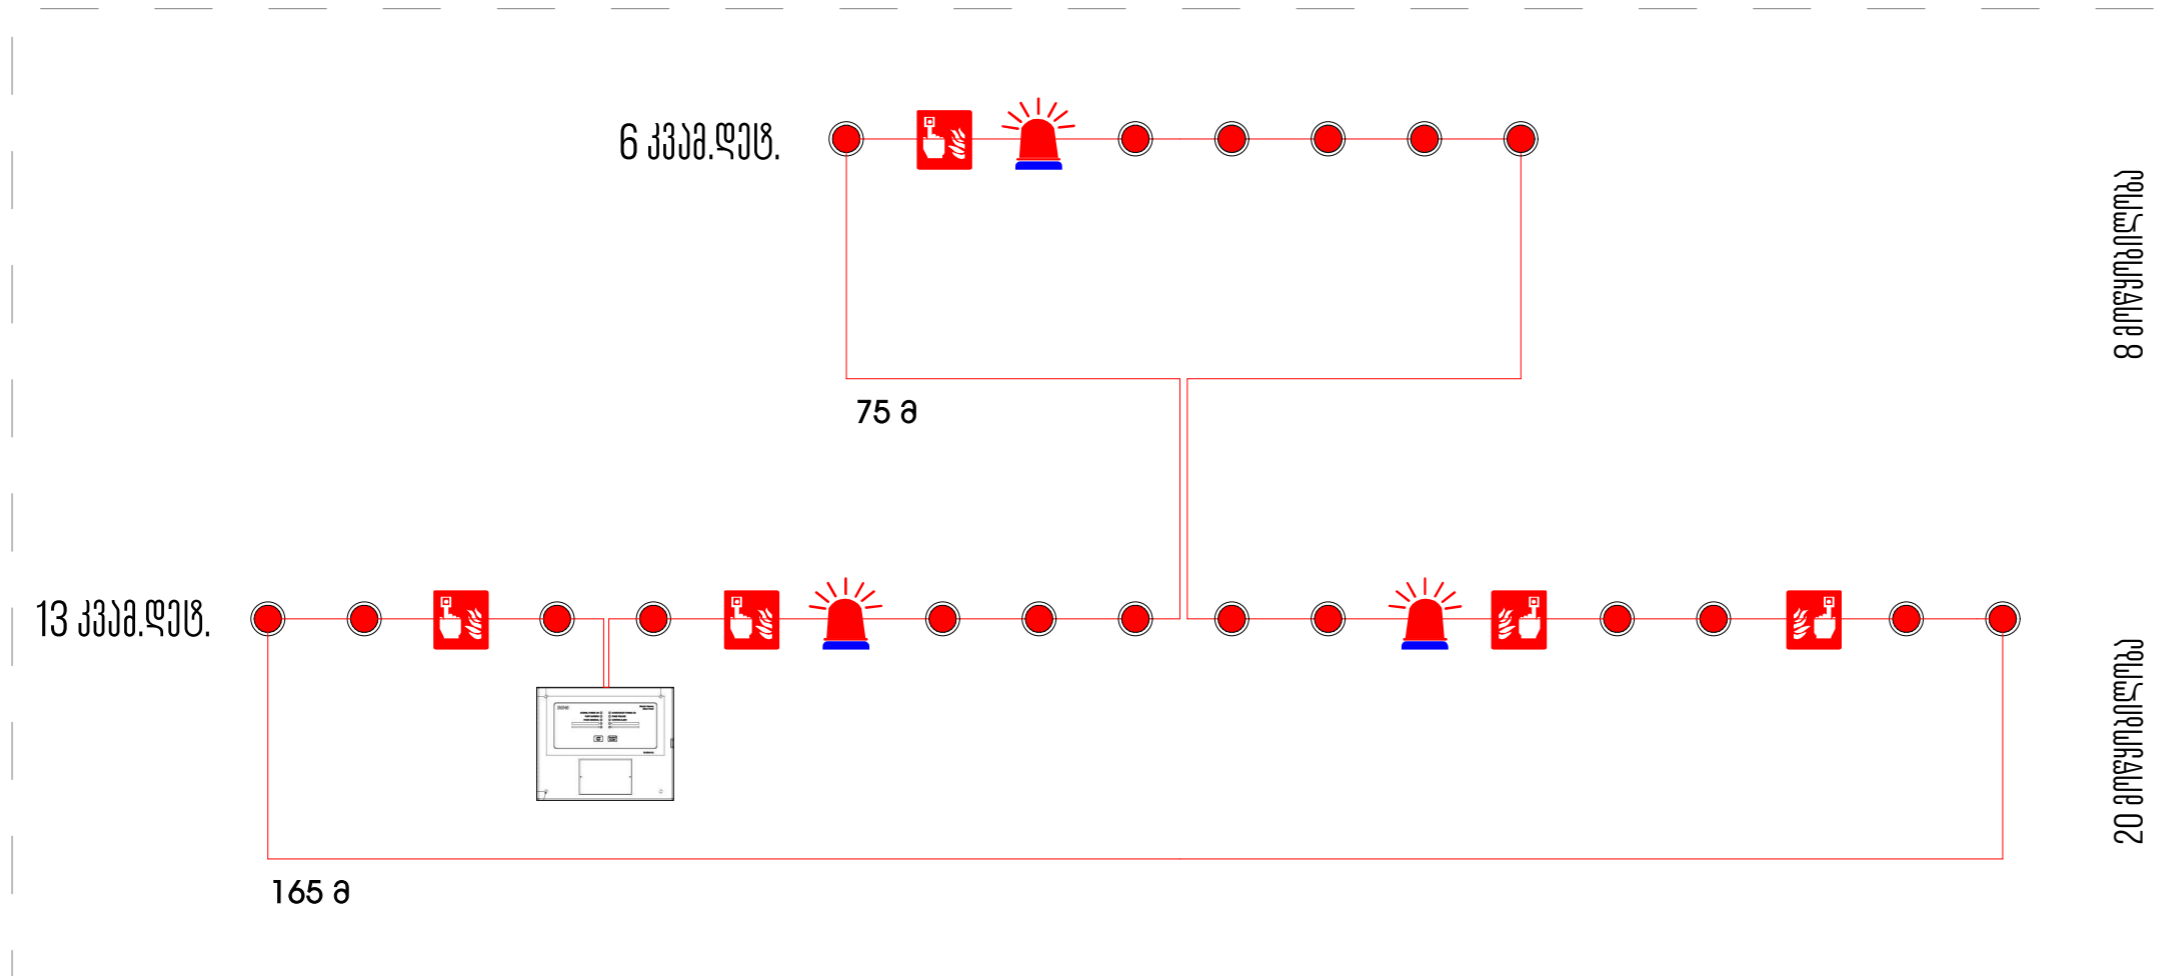 6 კვამ.დეტ.
8 მოწყობილობა
75 მ
13 კვამ.დეტ.
20 მოწყობილობა
165 მ